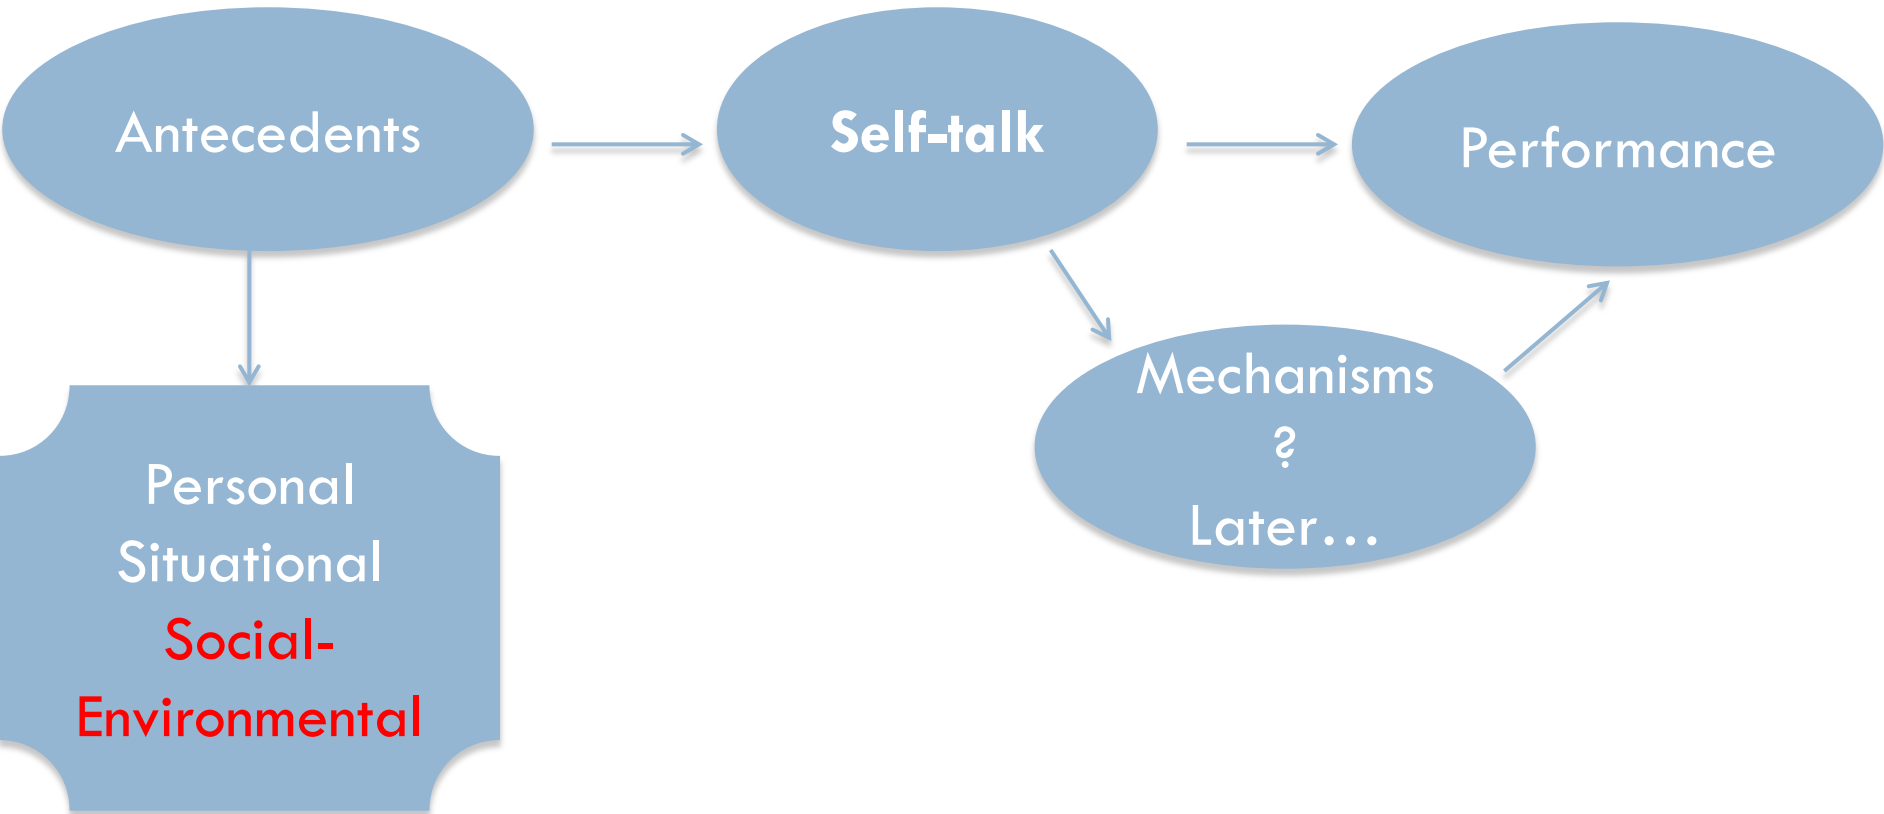 Antecedents
Self-talk
Performance
Mechanisms
?
Later...
Personal
Situational
Social-
Environmental